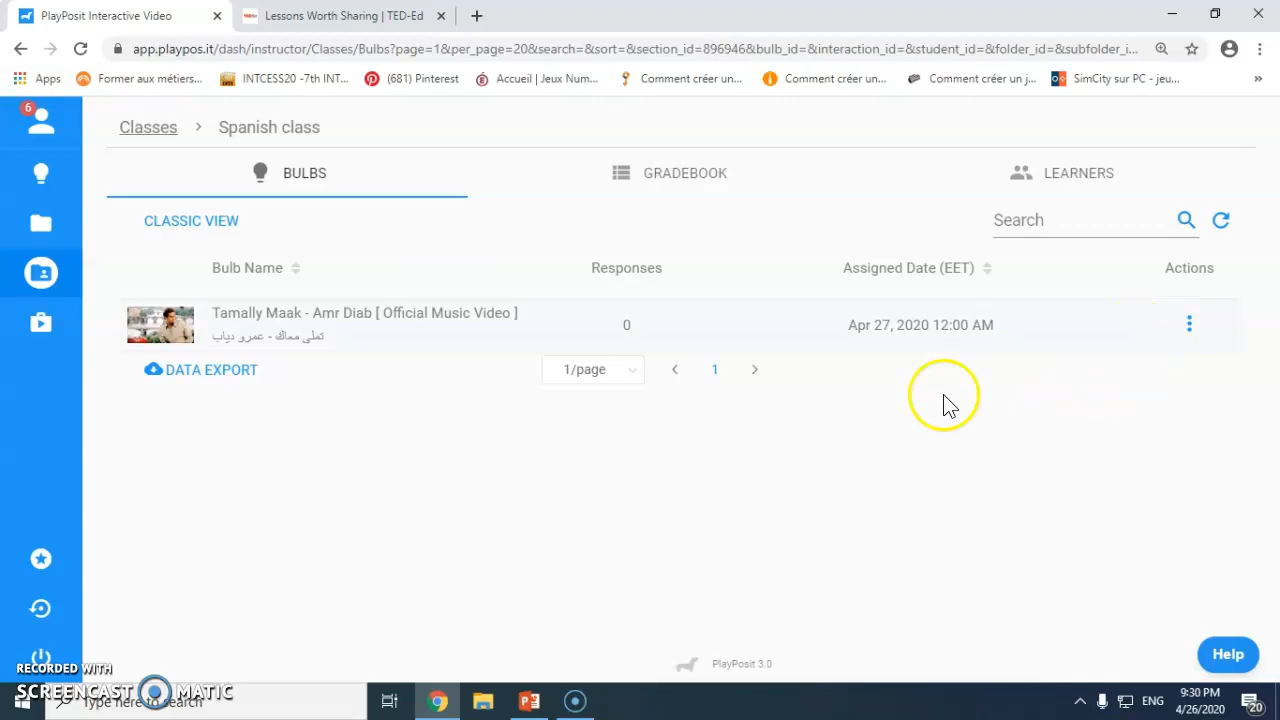 PlayPosit Interactive Video
Lessons Worth Sharing | TED-Ed
app.playpos.it/dash/instructor/Classes/Bulbs?page=1&per_page=20&search=&sort=&section_id=896946&bulb_id=&interaction_id=&student_id=&folder_id=&subfolder_i...
Apps
Former aux métiers...
INTCESS20 -7th INT...
(681) Pinterest
Accueil | Jeux Num...
Comment créer un...
Comment créer un...
Comment créer un j...
SimCity sur PC - jeu...
6
Classes > Spanish class
BULBS
GRADEBOOK
LEARNERS
CLASSIC VIEW
Search
Bulb Name
Responses
Assigned Date (EET)
Actions
Tamally Maak - Amr Diab [ Official Music Video ]
تملى معاك - عمرو دياب
0
Apr 27, 2020 12:00 AM
DATA EXPORT
1/page
1
PlayPosit 3.0
Help
RECORDED WITH
SCREENCAST MATIC
Type here to search
ENG
9:30 PM
4/26/2020
20